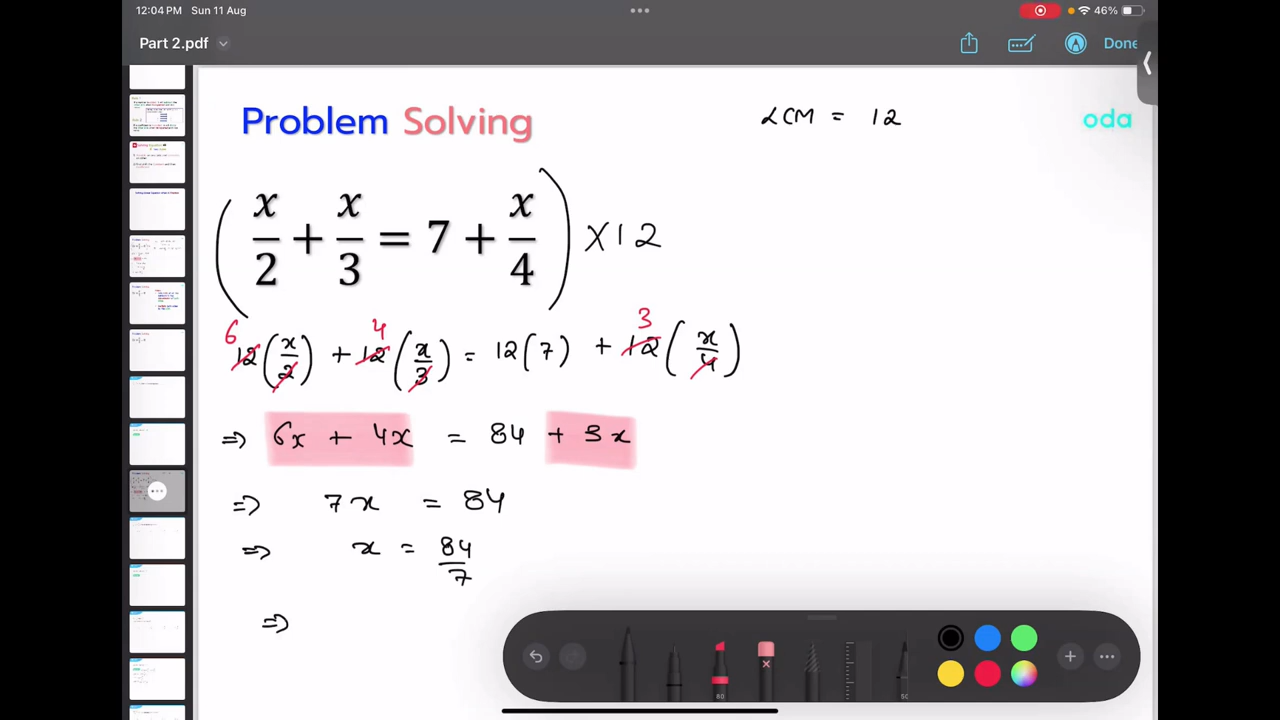 12:04 PM Sun 11 Aug 46%
Part 2.pdf Done
Problem Solving
LCM = 12
oda
(x/2 + x/3 = 7 + x/4) X12
6 4 3
12(x/2) + 12(x/3) = 12(7) + 12(x/4)
⇒ 6x + 4x = 84 + 3x
⇒ 7x = 84
⇒ x = 84/7
⇒
80